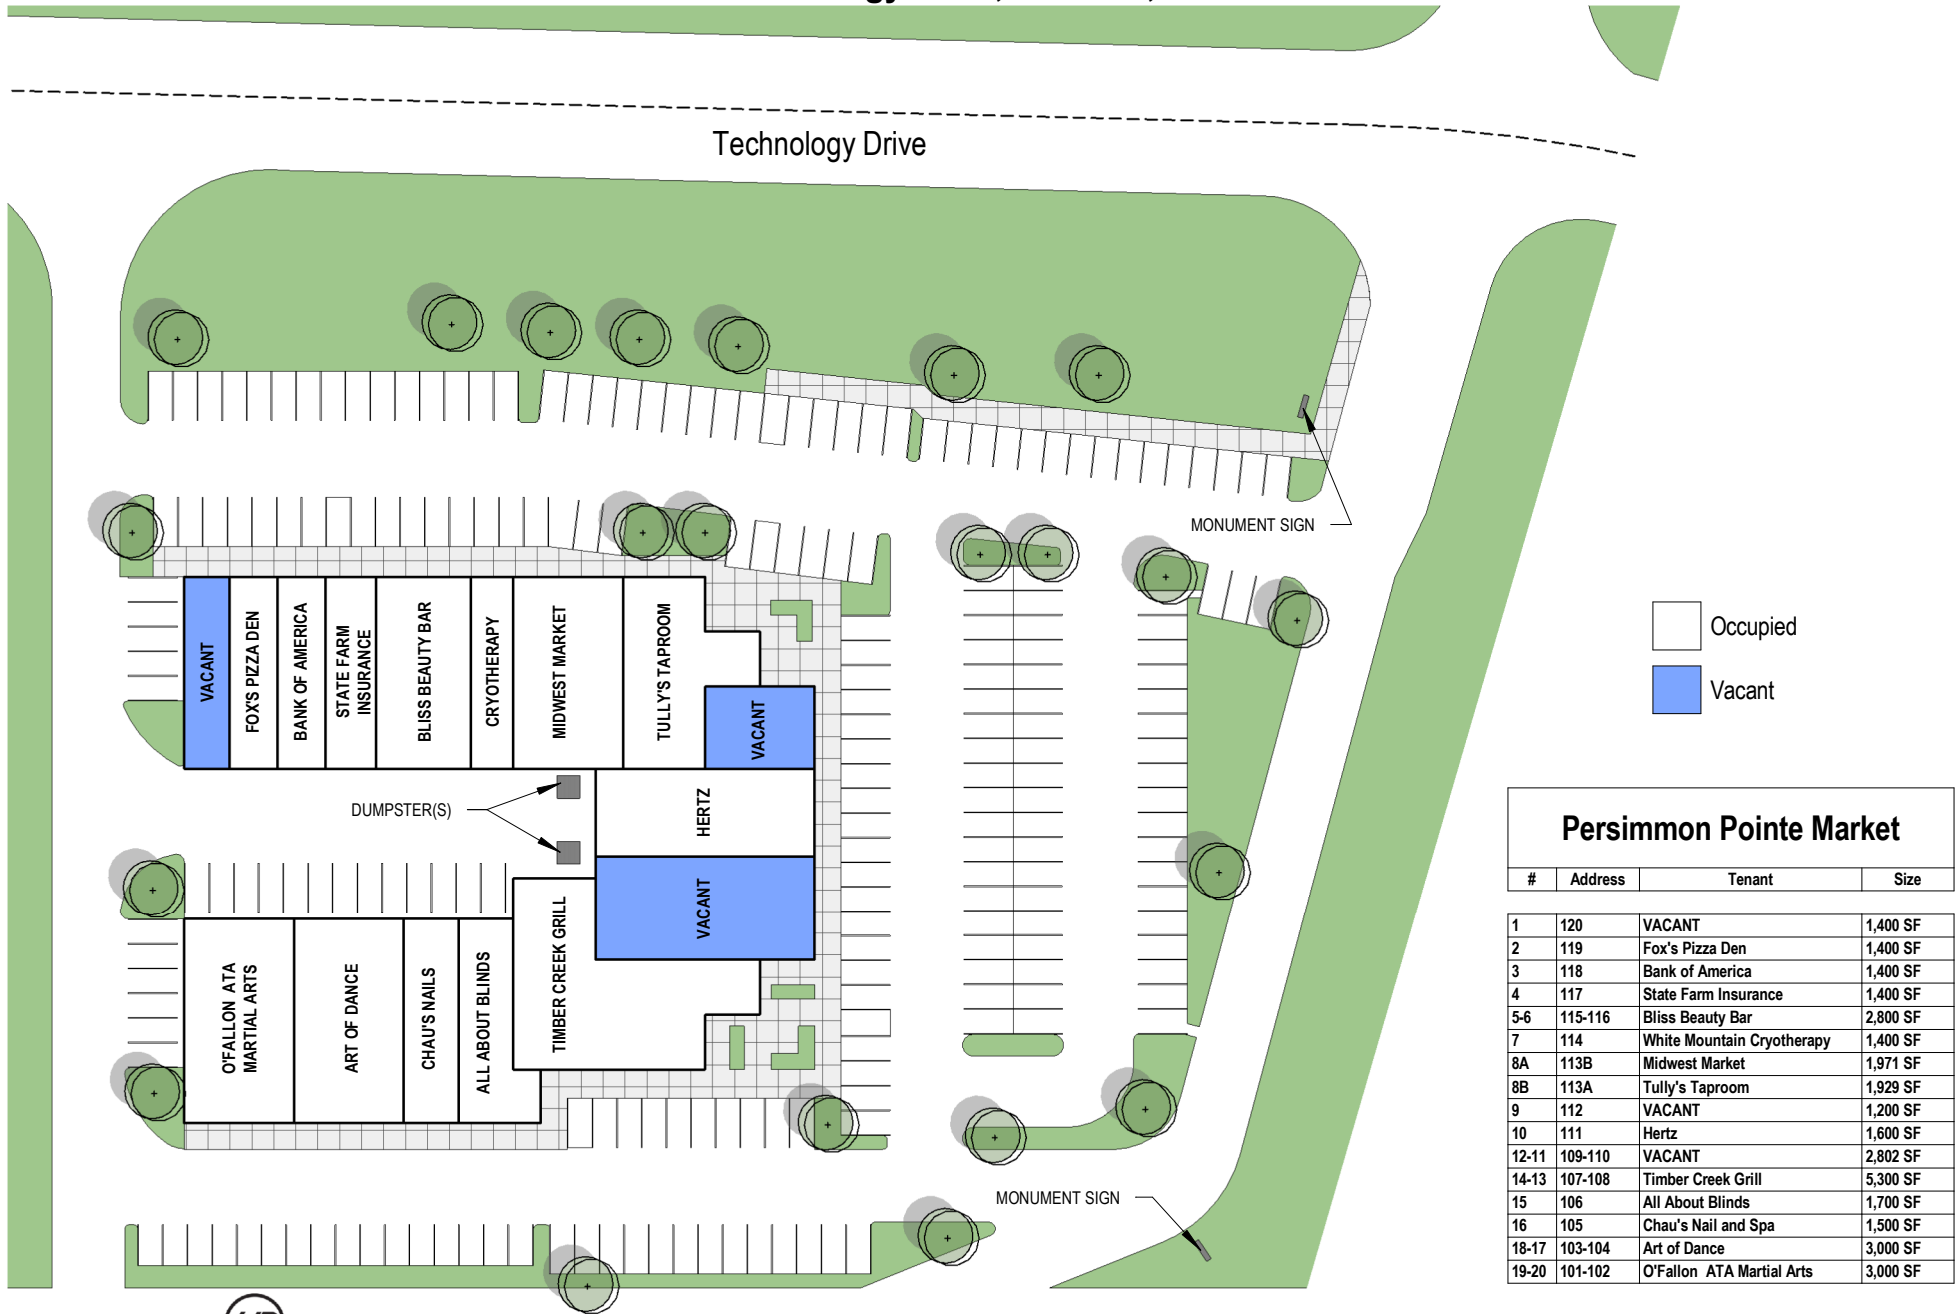 Technology Drive
MONUMENT SIGN
VACANT
FOX'S PIZZA DEN
BANK OF AMERICA
STATE FARM
INSURANCE
BLISS BEAUTY BAR
CRYOTHERAPY
MIDWEST MARKET
TULLY'S TAPROOM
VACANT
DUMPSTER(S)
HERTZ
VACANT
O'FALLON ATA
MARTIAL ARTS
ART OF DANCE
CHAU'S NAILS
ALL ABOUT BLINDS
TIMBER CREEK GRILL
MONUMENT SIGN
Occupied
Vacant
Persimmon Pointe Market
# Address Tenant Size
1 120 VACANT 1,400 SF
2 119 Fox's Pizza Den 1,400 SF
3 118 Bank of America 1,400 SF
4 117 State Farm Insurance 1,400 SF
5-6 115-116 Bliss Beauty Bar 2,800 SF
7 114 White Mountain Cryotherapy 1,400 SF
8A 113B Midwest Market 1,971 SF
8B 113A Tully's Taproom 1,929 SF
9 112 VACANT 1,200 SF
10 111 Hertz 1,600 SF
12-11 109-110 VACANT 2,802 SF
14-13 107-108 Timber Creek Grill 5,300 SF
15 106 All About Blinds 1,700 SF
16 105 Chau's Nail and Spa 1,500 SF
18-17 103-104 Art of Dance 3,000 SF
19-20 101-102 O'Fallon ATA Martial Arts 3,000 SF